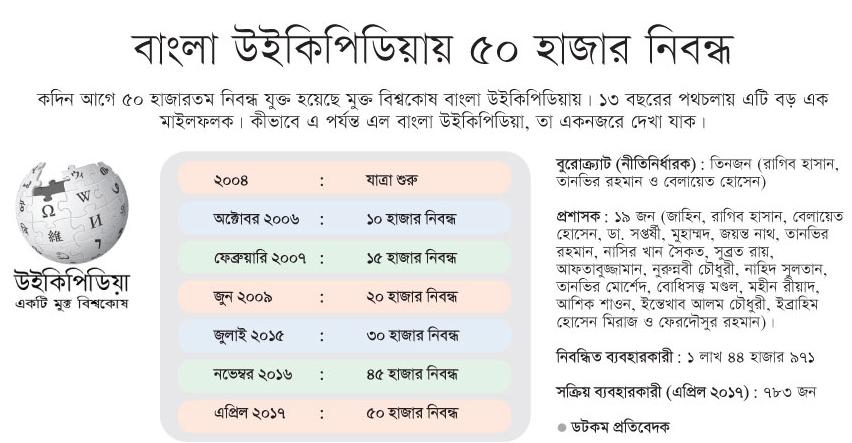 বাংলা উইকিপিডিয়ায় ৫০ হাজার নিবন্ধ
কদিন আগে ৫০ হাজারতম নিবন্ধ যুক্ত হয়েছে মুক্ত বিশ্বকোষ বাংলা উইকিপিডিয়ায়। ১৩ বছরের পথচলায় এটি বড় এক
মাইলফলক। কীভাবে এ পর্যন্ত এল বাংলা উইকিপিডিয়া, তা একনজরে দেখা যাক।
Ω W И 維
উইকিপিডিয়া
একটি মুক্ত বিশ্বকোষ
২০০৪ : যাত্রা শুরু
অক্টোবর ২০০৬ : ১০ হাজার নিবন্ধ
ফেব্রুয়ারি ২০০৭ : ১৫ হাজার নিবন্ধ
জুন ২০০৯ : ২০ হাজার নিবন্ধ
জুলাই ২০১৫ : ৩০ হাজার নিবন্ধ
নভেম্বর ২০১৬ : ৪৫ হাজার নিবন্ধ
এপ্রিল ২০১৭ : ৫০ হাজার নিবন্ধ
বুরোক্র্যাট (নীতিনির্ধারক) : তিনজন (রাগিব হাসান,
তানভির রহমান ও বেলায়েত হোসেন)
প্রশাসক : ১৯ জন (জাহিন, রাগিব হাসান, বেলায়েত
হোসেন, ডা. সপ্তর্ষী, মুহাম্মদ, জয়ন্ত নাথ, তানভির
রহমান, নাসির খান সৈকত, সুব্রত রায়,
আফতাবুজ্জামান, নুরুন্নবী চৌধুরী, নাহিদ সুলতান,
তানভির মোর্শেদ, বোধিসত্ত্ব মণ্ডল, মহীন রীয়াদ,
আশিক শাওন, ইন্তেখাব আলম চৌধুরী, ইব্রাহিম
হোসেন মিরাজ ও ফেরদৌসুর রহমান)।
নিবন্ধিত ব্যবহারকারী : ১ লাখ ৪৪ হাজার ৯৭১
সক্রিয় ব্যবহারকারী (এপ্রিল ২০১৭) : ৭৮৩ জন
● ডটকম প্রতিবেদক